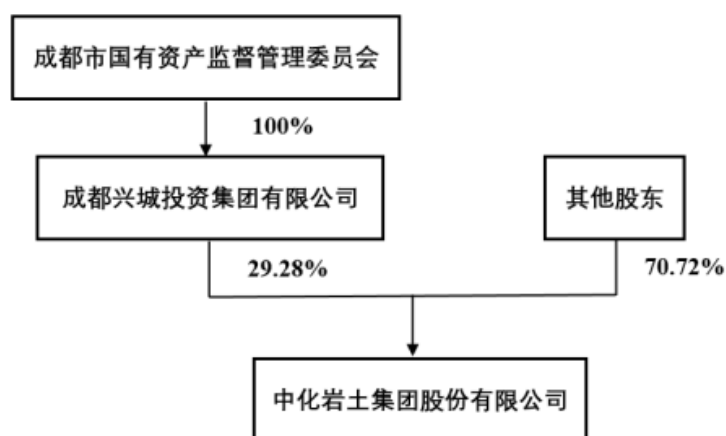 成都市国有资产监督管理委员会
100%
成都兴城投资集团有限公司
其他股东
29.28%
70.72%
中化岩土集团股份有限公司